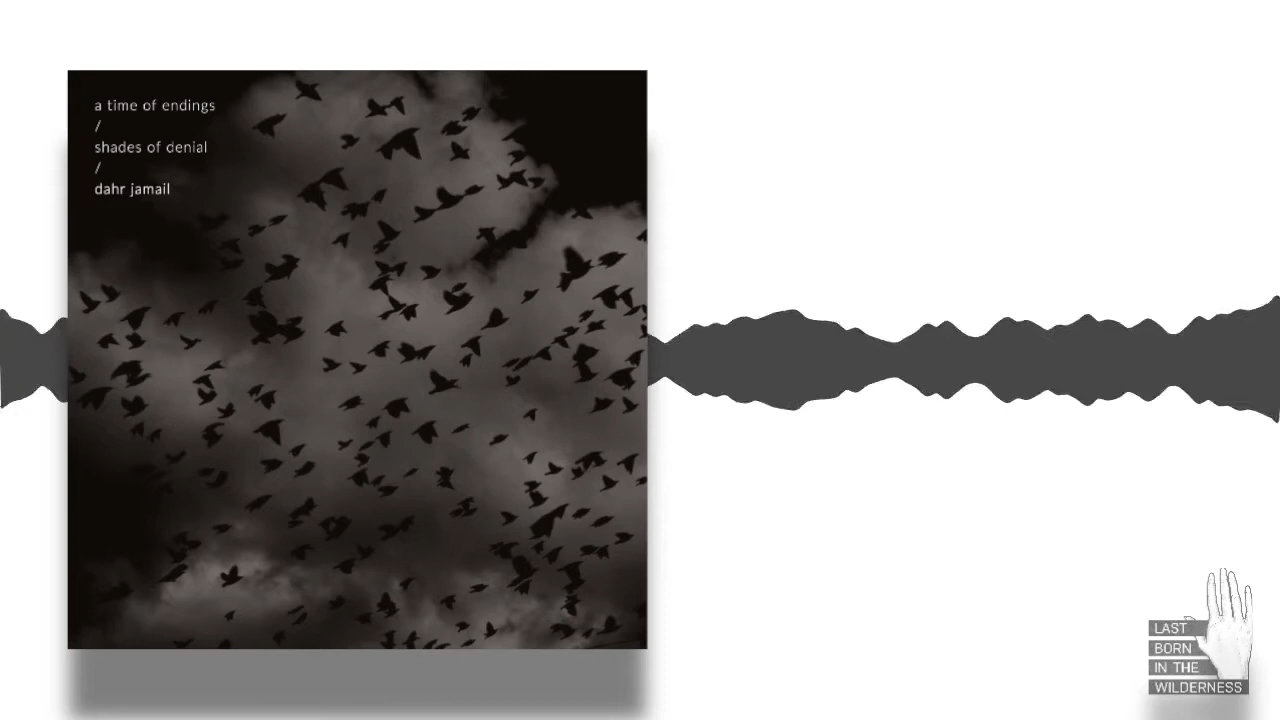 a time of endings
/
shades of denial
/
dahr jamail
LAST
BORN
IN THE
WILDERNESS